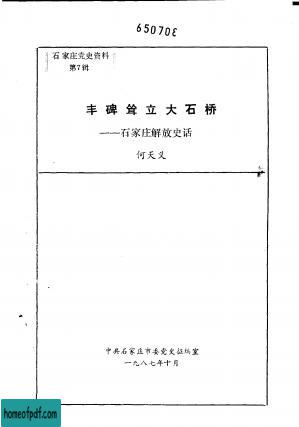 65070E
石家庄党史资料
第7辑
丰碑耸立大石桥
——石家庄解放史话
何天义
中共石家庄市委党史征编室
一九八七年十月
homeofpdf.com